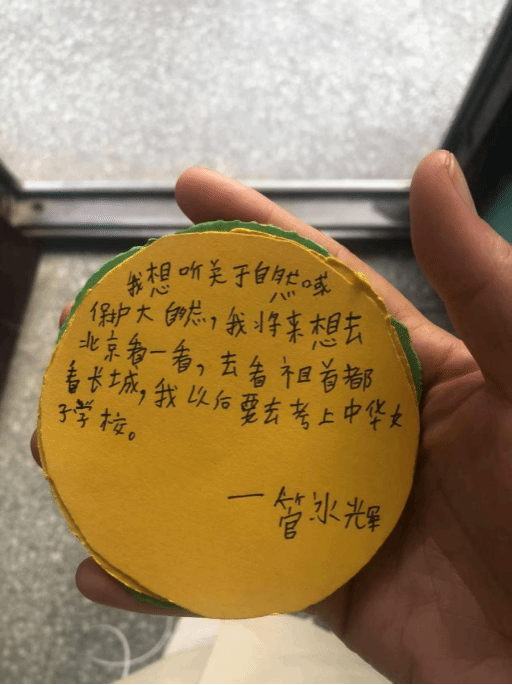 我想听关于自然或
保护大自然，我将来想去
北京看一看，去看祖首都
看长城，我以后要去考上中华大
子学校。
—管冰辉